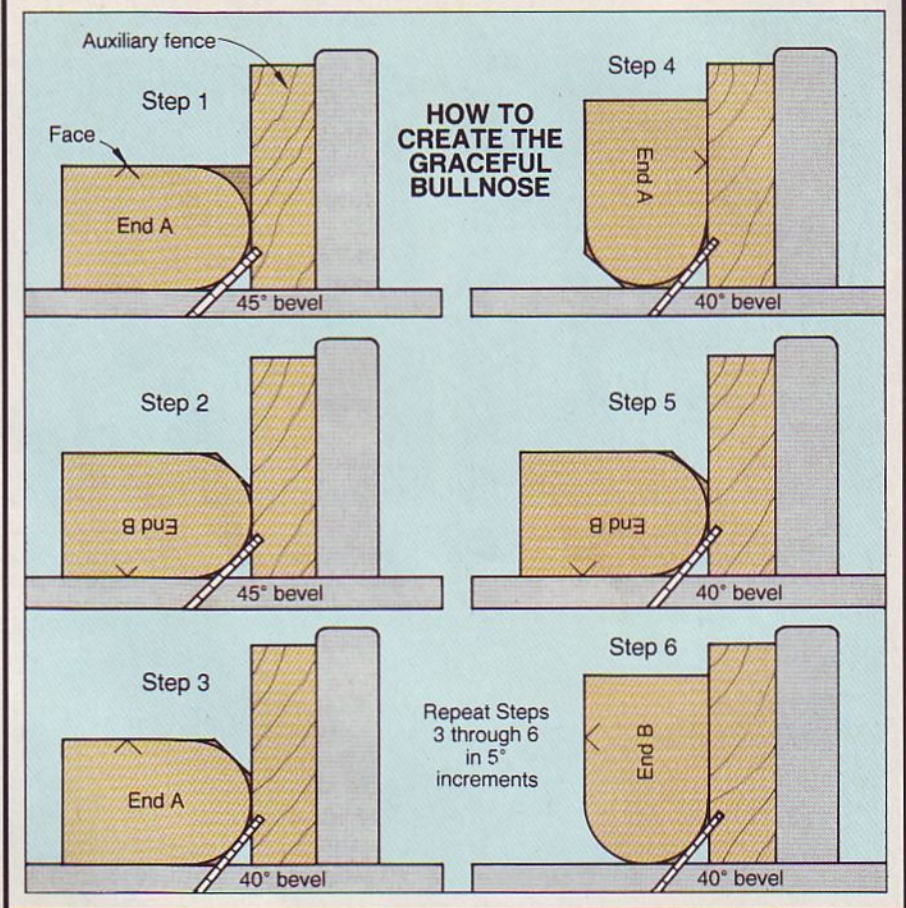 HOW TO
CREATE THE
GRACEFUL
BULLNOSE
Auxiliary fence
Step 1
Face
End A
45° bevel
Step 2
End B
45° bevel
Step 3
End A
40° bevel
Step 4
End A
40° bevel
Step 5
End B
40° bevel
Step 6
End B
40° bevel
Repeat Steps
3 through 6
in 5°
increments